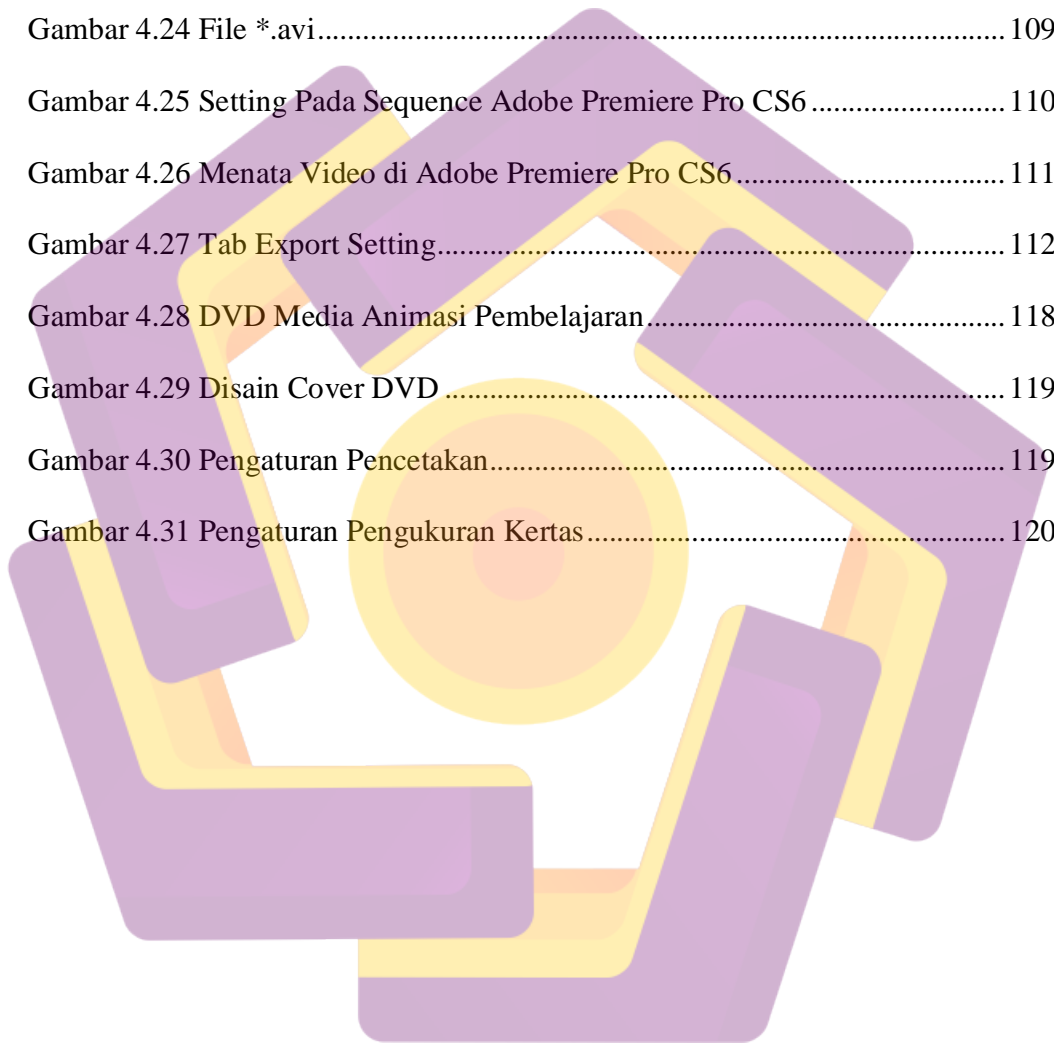 Gambar 4.24 File *.avi.......................................................................................... 109
Gambar 4.25 Setting Pada Sequence Adobe Premiere Pro CS6......................... 110
Gambar 4.26 Menata Video di Adobe Premiere Pro CS6................................... 111
Gambar 4.27 Tab Export Setting.......................................................................... 112
Gambar 4.28 DVD Media Animasi Pembelajaran............................................... 118
Gambar 4.29 Disain Cover DVD......................................................................... 119
Gambar 4.30 Pengaturan Pencetakan................................................................... 119
Gambar 4.31 Pengaturan Pengukuran Kertas....................................................... 120